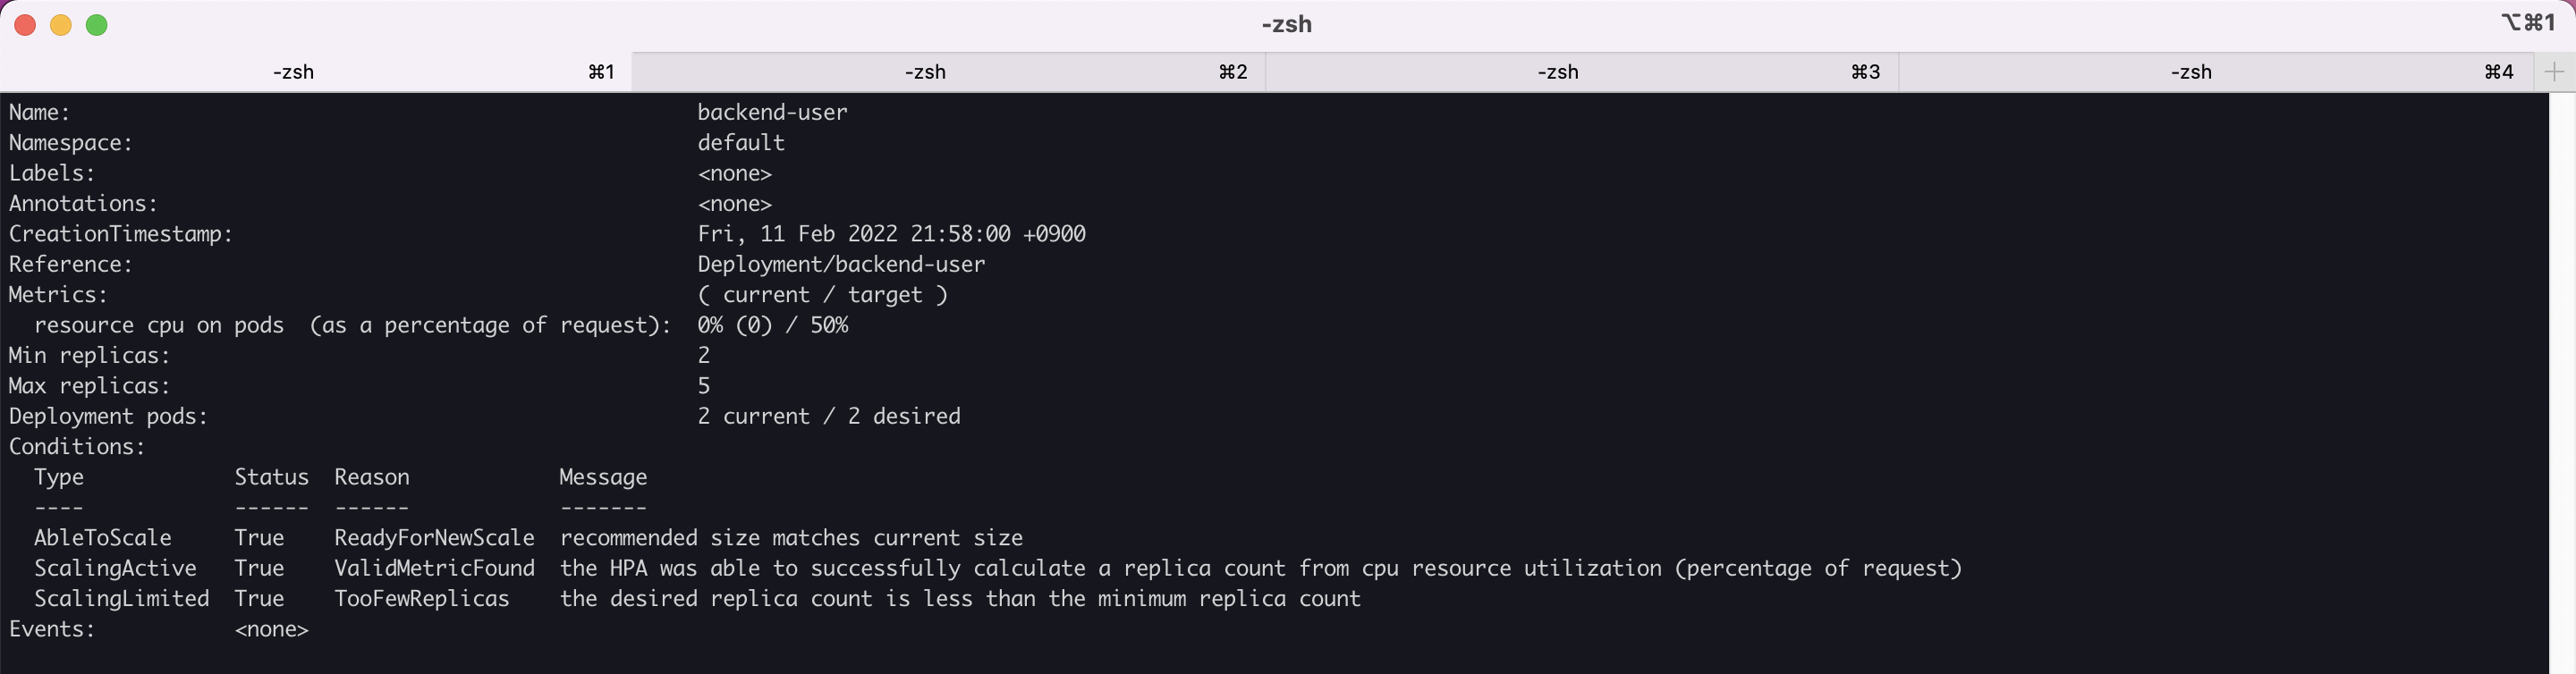 -zsh ⌥⌘1
-zsh ⌘1 -zsh ⌘2 -zsh ⌘3 -zsh ⌘4 +
Name: backend-user
Namespace: default
Labels: <none>
Annotations: <none>
CreationTimestamp: Fri, 11 Feb 2022 21:58:00 +0900
Reference: Deployment/backend-user
Metrics: ( current / target )
  resource cpu on pods  (as a percentage of request):  0% (0) / 50%
Min replicas: 2
Max replicas: 5
Deployment pods: 2 current / 2 desired
Conditions:
  Type            Status  Reason            Message
  ----            ------  ------            -------
  AbleToScale     True    ReadyForNewScale  recommended size matches current size
  ScalingActive   True    ValidMetricFound  the HPA was able to successfully calculate a replica count from cpu resource utilization (percentage of request)
  ScalingLimited  True    TooFewReplicas    the desired replica count is less than the minimum replica count
Events:           <none>